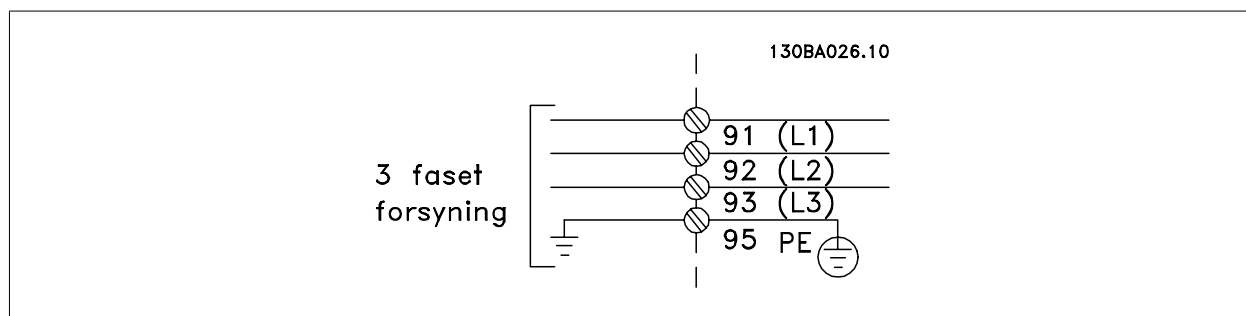 130BA026.10
91 (L1)
92 (L2)
93 (L3)
95 PE
3 faset
forsyning